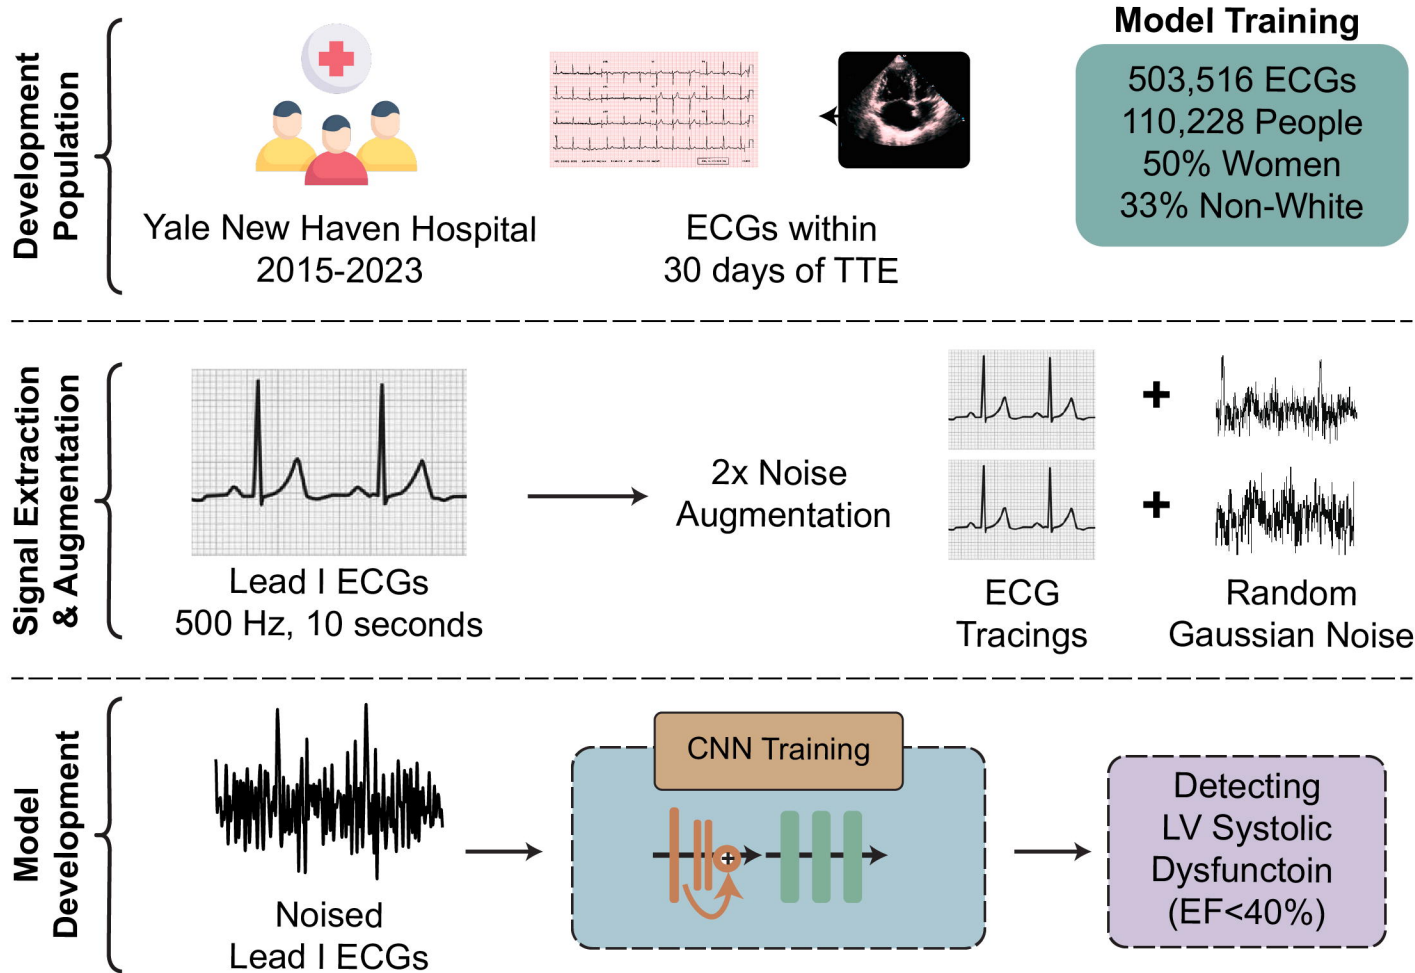 Development
Population
Yale New Haven Hospital
2015-2023
ECGs within
30 days of TTE
Model Training
503,516 ECGs
110,228 People
50% Women
33% Non-White
Signal Extraction
& Augmentation
Lead I ECGs
500 Hz, 10 seconds
2x Noise
Augmentation
ECG
Tracings
Random
Gaussian Noise
Model
Development
Noised
Lead I ECGs
CNN Training
Detecting
LV Systolic
Dysfunctoin
(EF<40%)